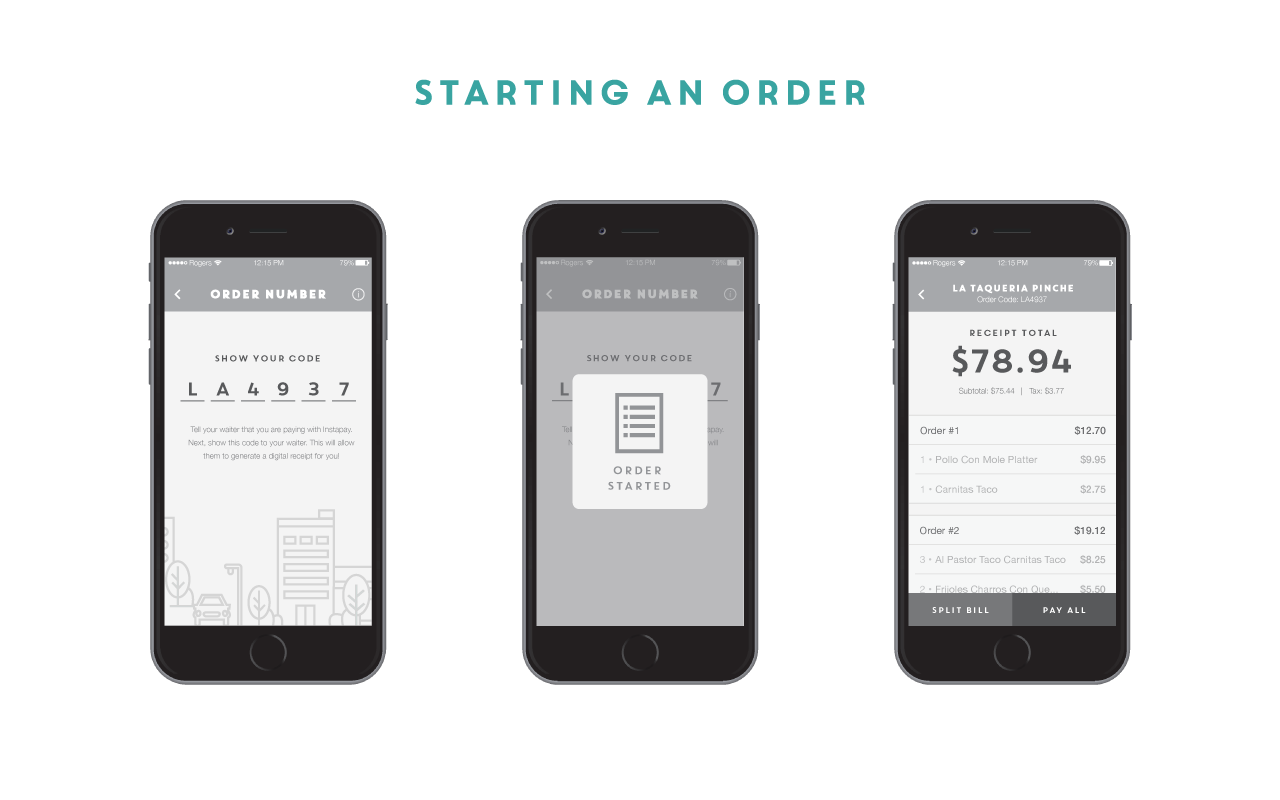 STARTING AN ORDER
Rogers 12:15 PM 79%
ORDER NUMBER
SHOW YOUR CODE
L A 4 9 3 7
Tell your waiter that you are paying with Instapay.
Next, show this code to your waiter. This will allow
them to generate a digital receipt for you!
Rogers 12:15 PM 79%
ORDER NUMBER
SHOW YOUR CODE
L 7
ORDER
STARTED
Rogers 12:15 PM 79%
LA TAQUERIA PINCHE
Order Code: LA4937
RECEIPT TOTAL
$78.94
Subtotal: $75.44 | Tax: $3.77
Order #1 $12.70
1 • Pollo Con Mole Platter $9.95
1 • Carnitas Taco $2.75
Order #2 $19.12
3 • Al Pastor Taco Carnitas Taco $8.25
2 • Frijoles Charros Con Que... $5.50
SPLIT BILL PAY ALL